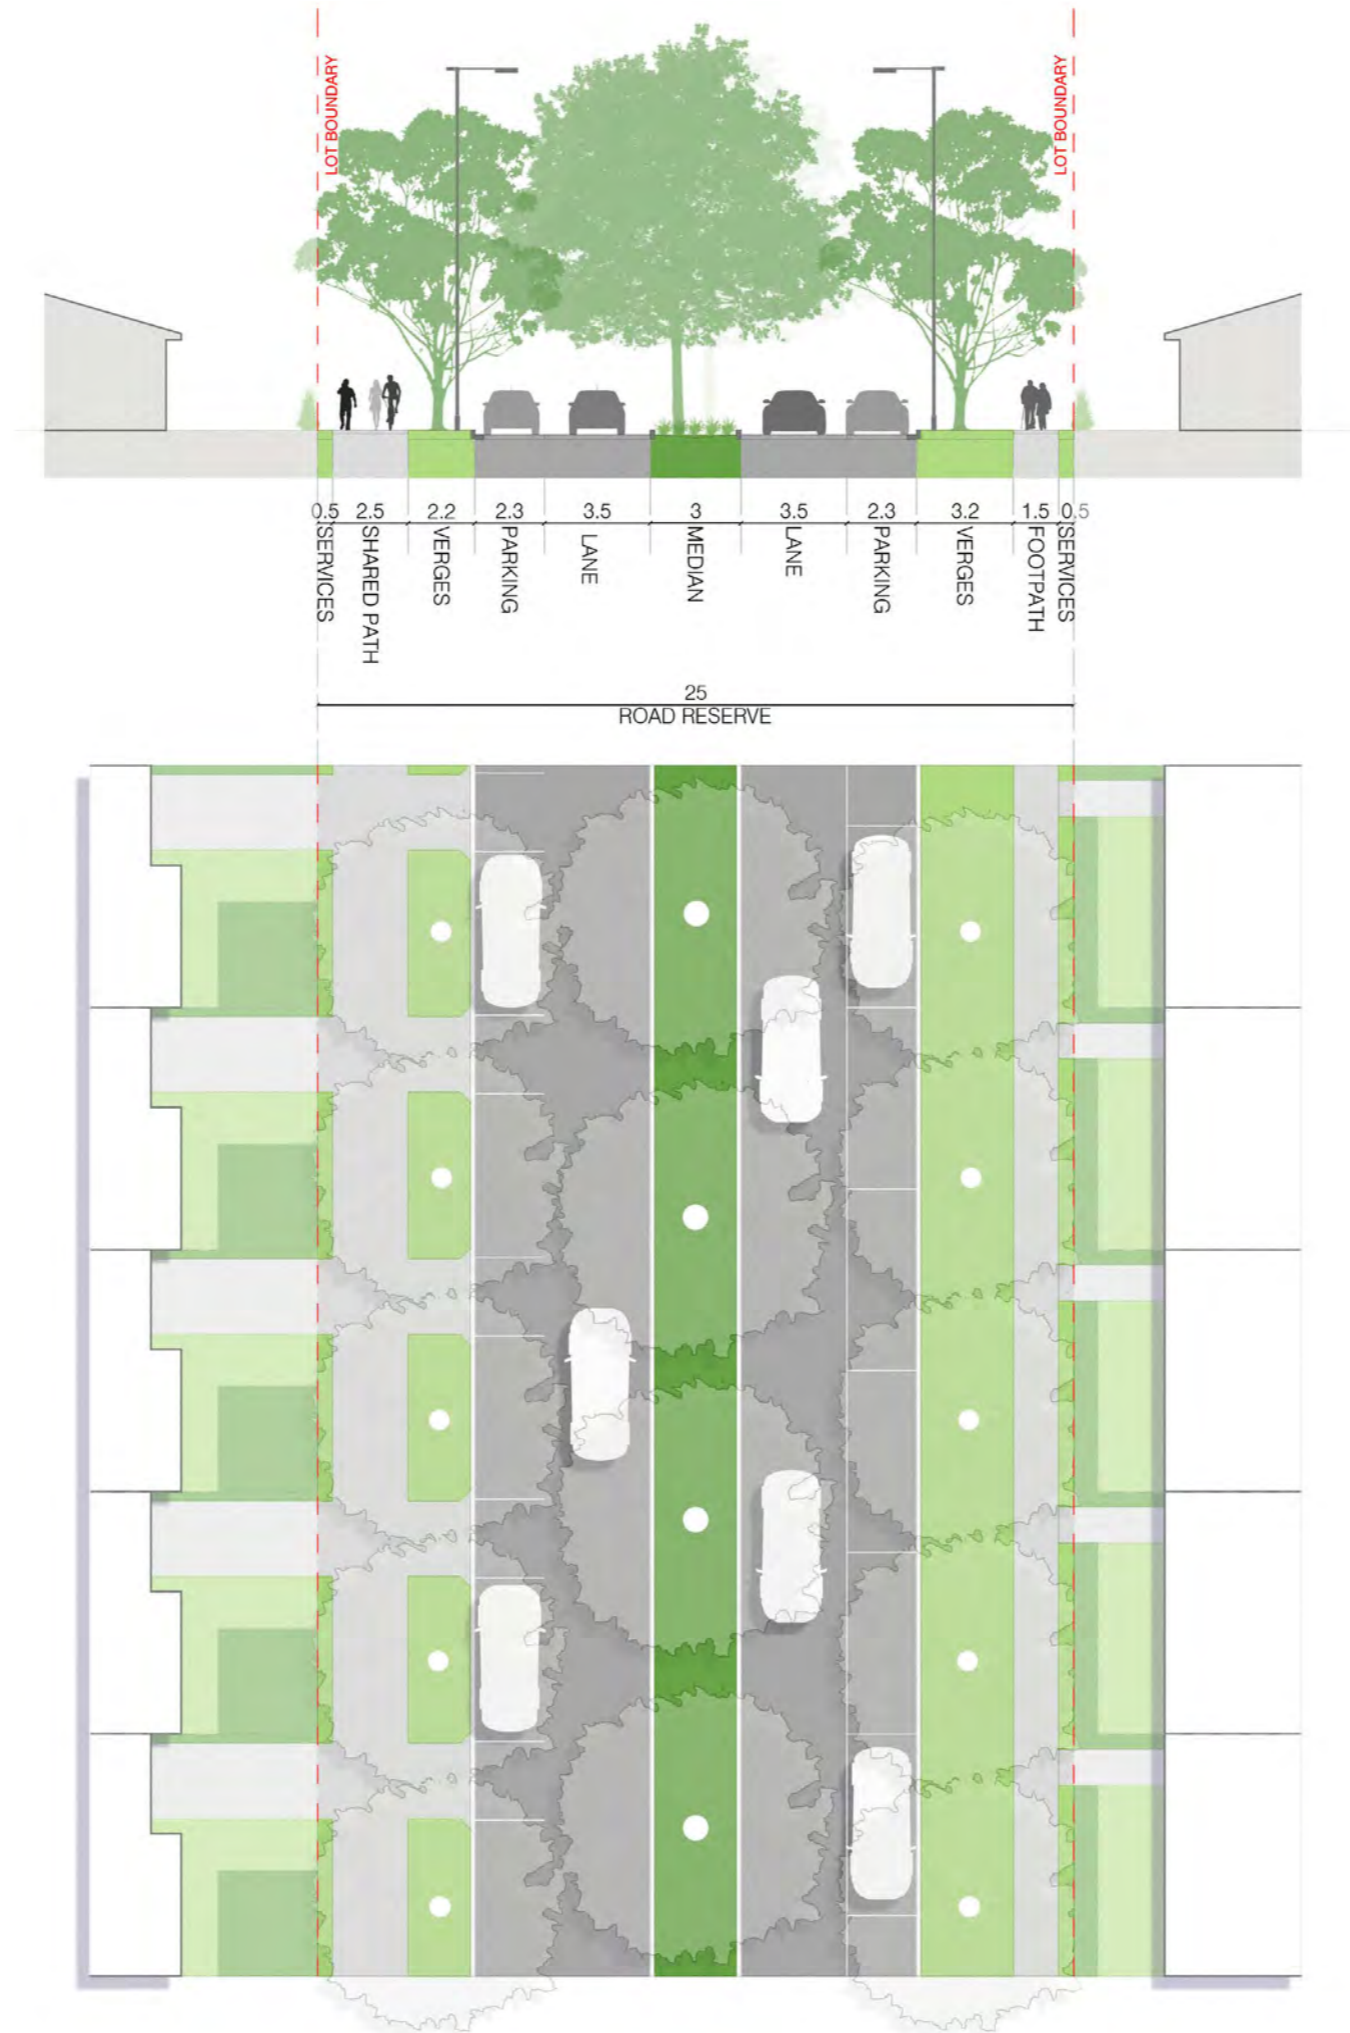 LOT BOUNDARY
LOT BOUNDARY
0.5 2.5 2.2 2.3 3.5 3 3.5 2.3 3.2 1.5 0.5
SERVICES
SHARED PATH
VERGES
PARKING
LANE
MEDIAN
LANE
PARKING
VERGES
FOOTPATH
SERVICES
25
ROAD RESERVE